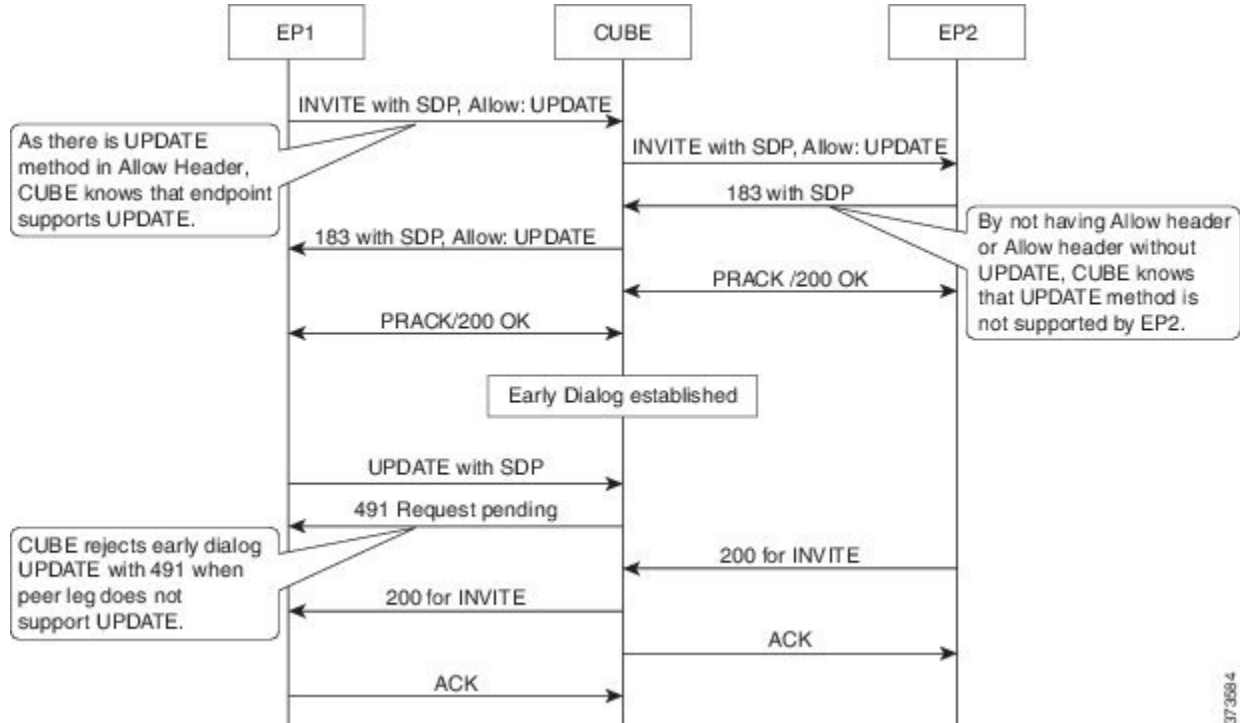 EP1
CUBE
EP2
INVITE with SDP, Allow: UPDATE
As there is UPDATE
method in Allow Header,
CUBE knows that endpoint
supports UPDATE.
INVITE with SDP, Allow: UPDATE
183 with SDP
By not having Allow header
or Allow header without
UPDATE, CUBE knows
that UPDATE method is
not supported by EP2.
183 with SDP, Allow: UPDATE
PRACK /200 OK
PRACK/200 OK
Early Dialog established
UPDATE with SDP
491 Request pending
CUBE rejects early dialog
UPDATE with 491 when
peer leg does not
support UPDATE.
200 for INVITE
200 for INVITE
ACK
ACK
373584